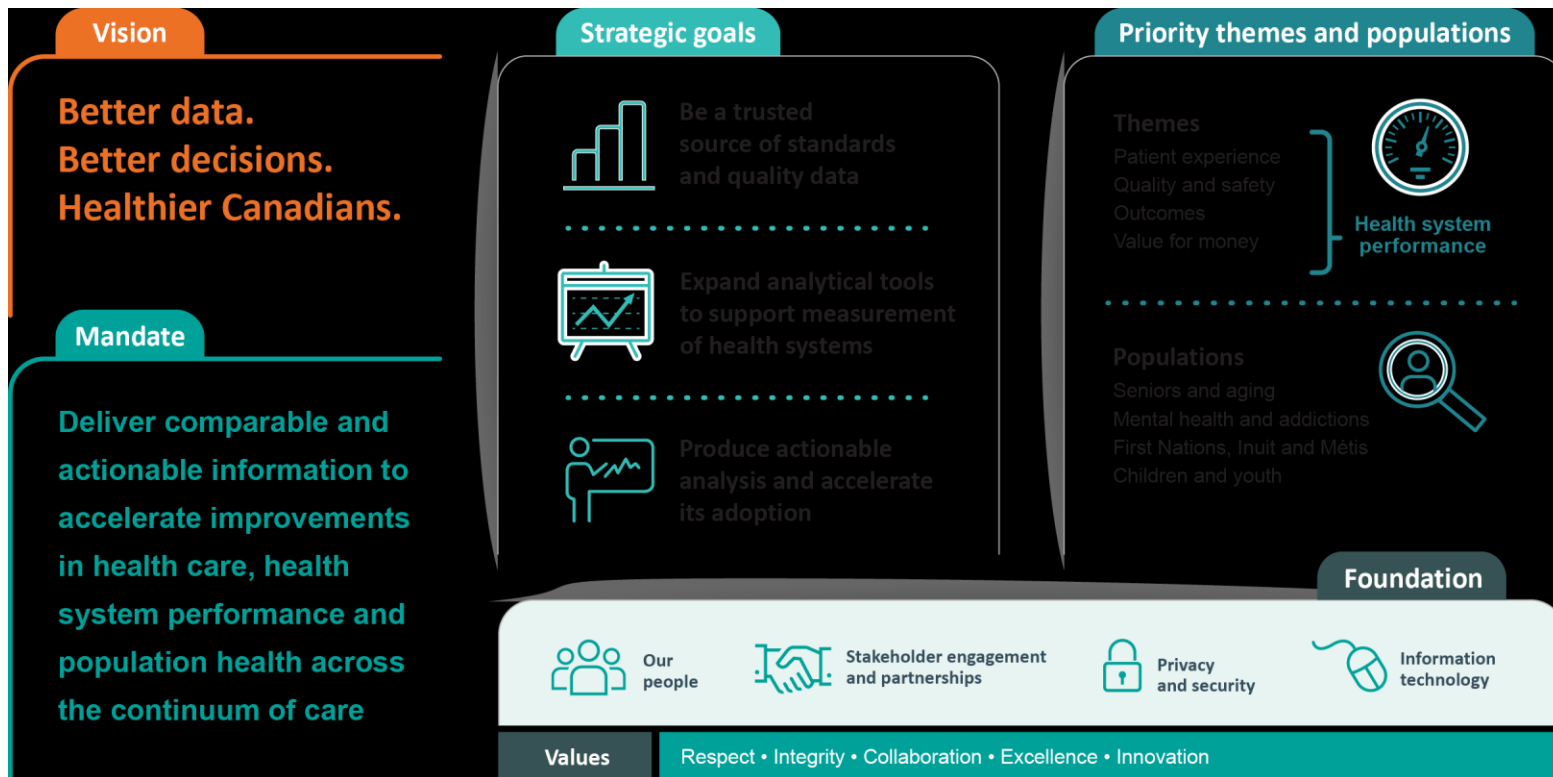 Vision
Better data.
Better decisions.
Healthier Canadians.
Mandate
Deliver comparable and
actionable information to
accelerate improvements
in health care, health
system performance and
population health across
the continuum of care
Strategic goals
Be a trusted
source of standards
and quality data
Expand analytical tools
to support measurement
of health systems
Produce actionable
analysis and accelerate
its adoption
Priority themes and populations
Themes
Patient experience
Quality and safety
Outcomes
Value for money
Health system
performance
Populations
Seniors and aging
Mental health and addictions
First Nations, Inuit and Métis
Children and youth
Foundation
Our
people
Stakeholder engagement
and partnerships
Privacy
and security
Information
technology
Values
Respect • Integrity • Collaboration • Excellence • Innovation